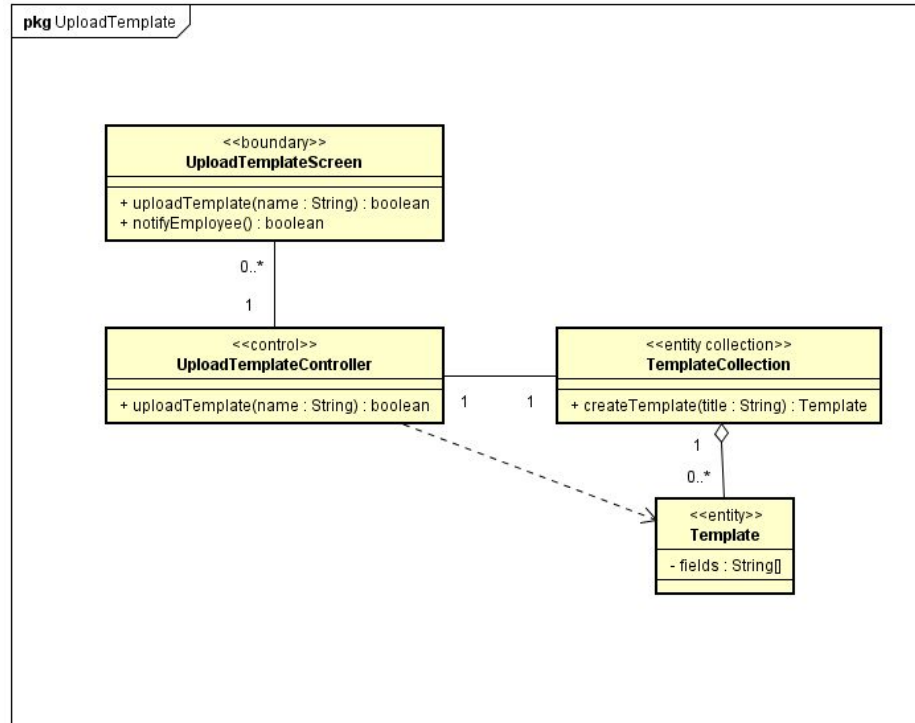 pkg UploadTemplate
<<boundary>>
UploadTemplateScreen
+ uploadTemplate(name : String) : boolean
+ notifyEmployee() : boolean
0..*
1
<<control>>
UploadTemplateController
+ uploadTemplate(name : String) : boolean
1
1
<<entity collection>>
TemplateCollection
+ createTemplate(title : String) : Template
1
0..*
<<entity>>
Template
- fields : String[]